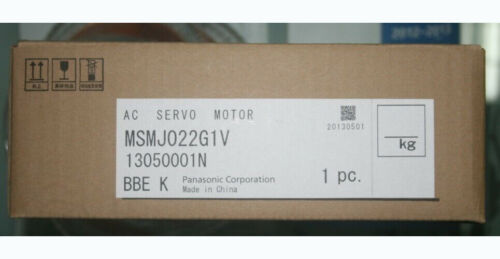 AC SERVO MOTOR
20130501
MSMJ022G1V
13050001N
BBE K
Panasonic Corporation
Made in China
1 pc.
kg